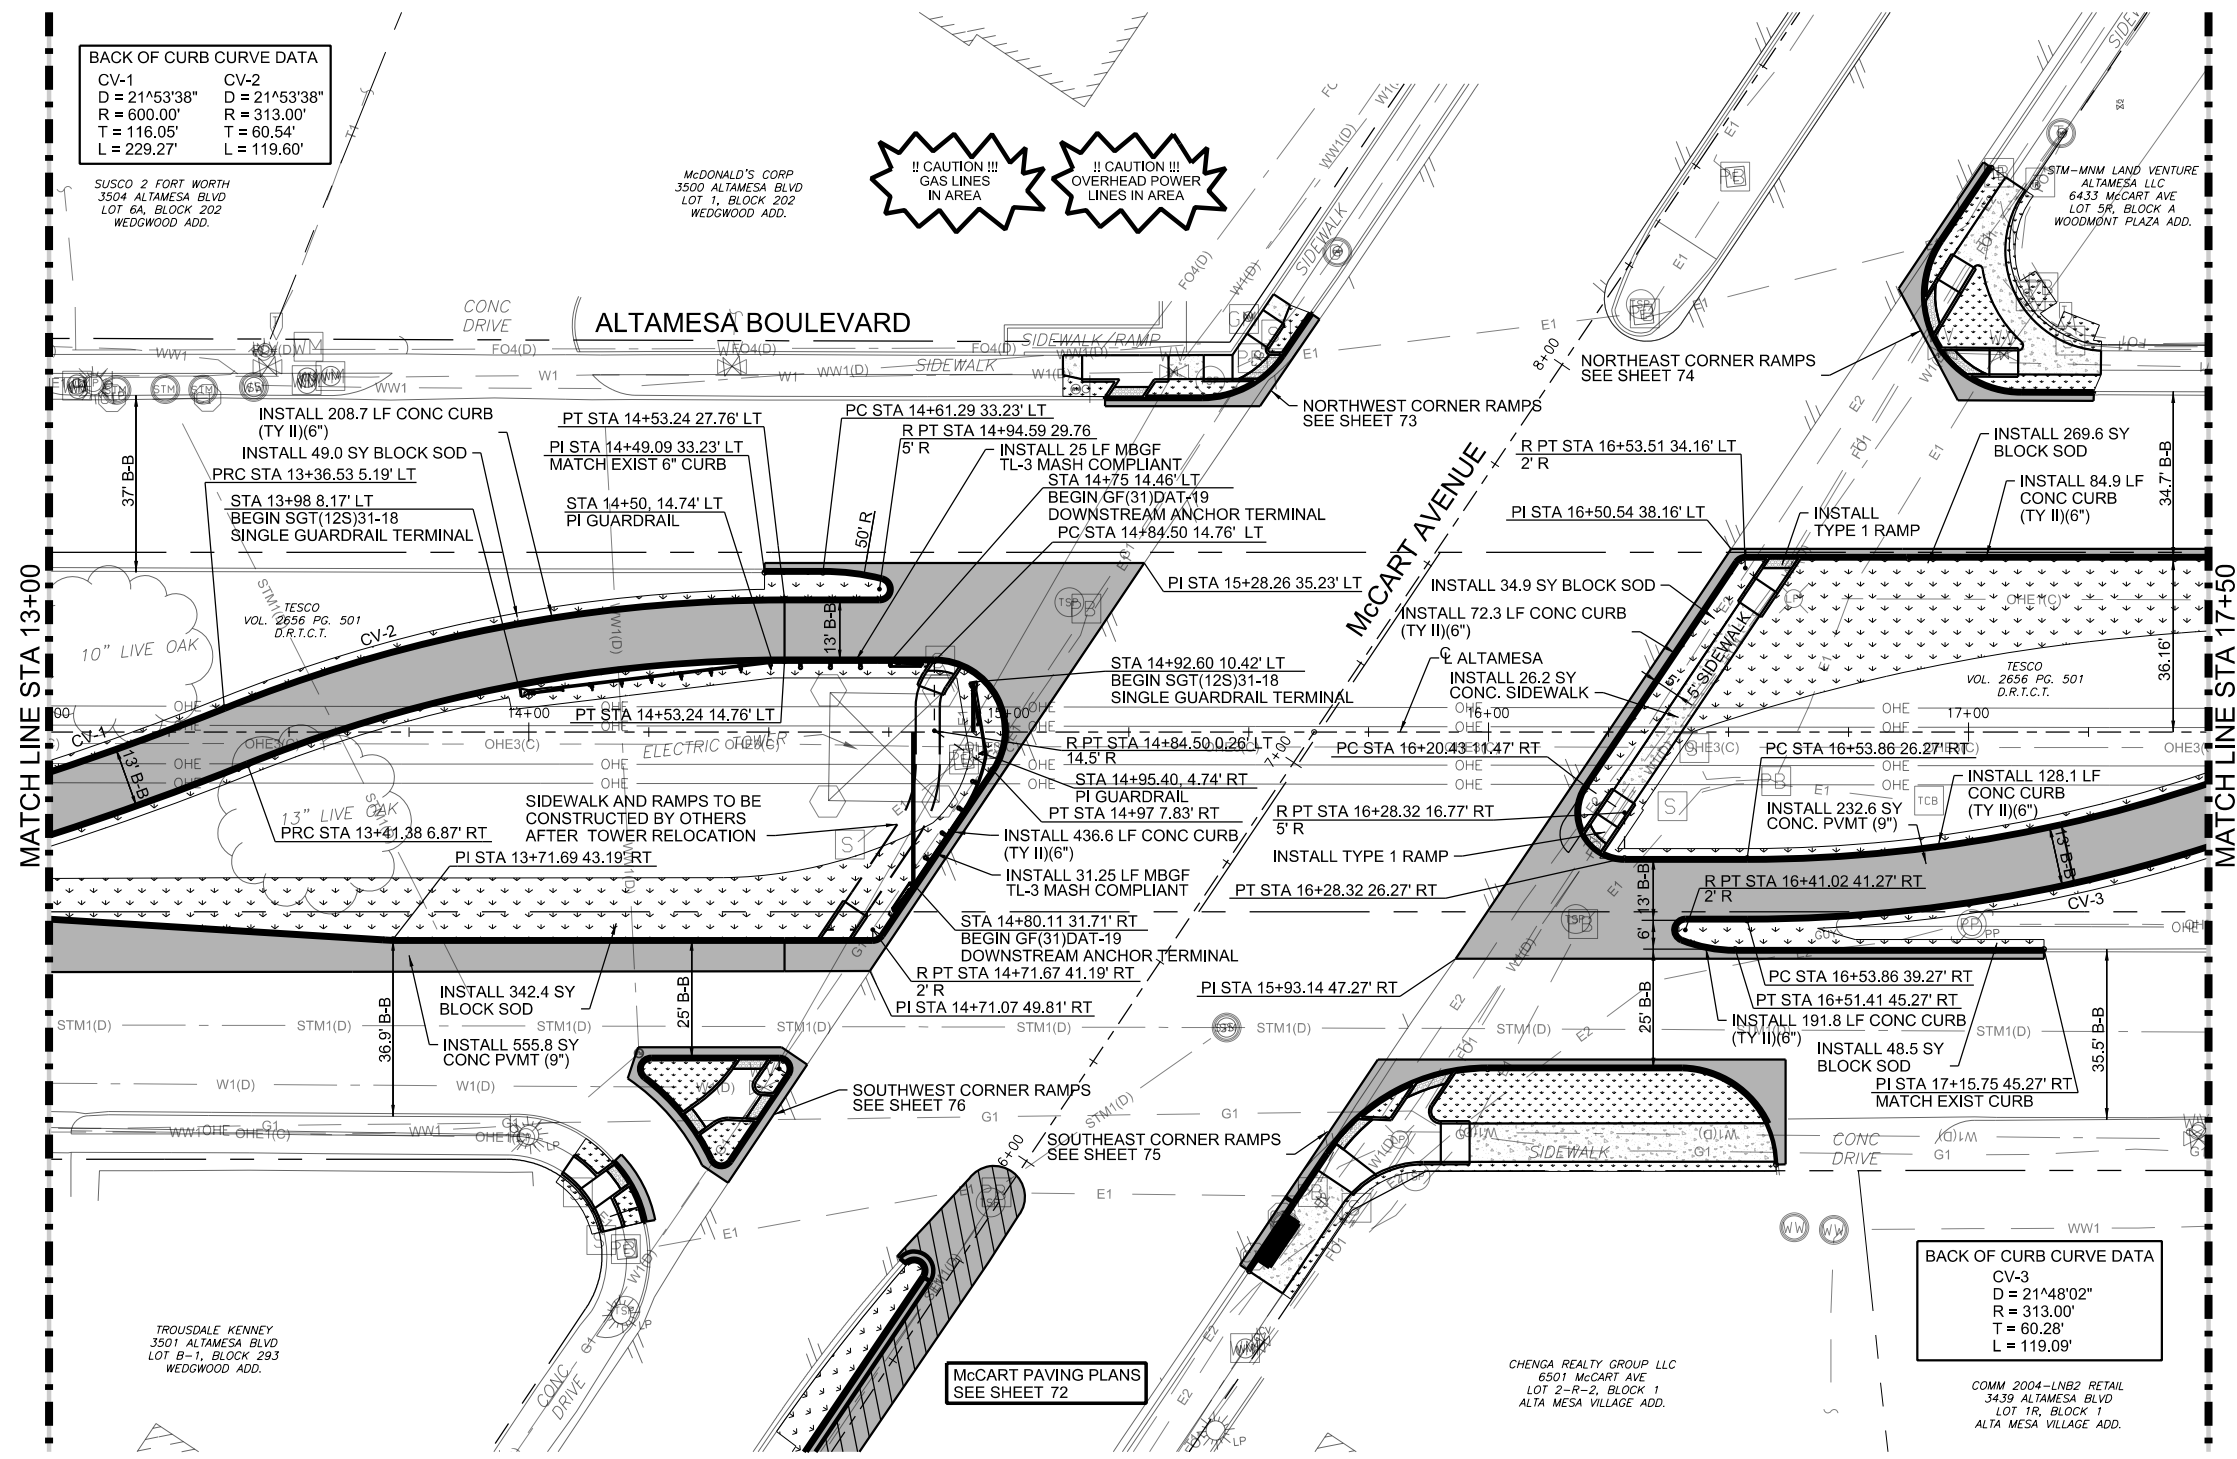 BACK OF CURB CURVE DATA
CV-1 CV-2
D = 21^53'38" D = 21^53'38"
R = 600.00' R = 313.00'
T = 116.05' T = 60.54'
L = 229.27' L = 119.60'
SUSCO 2 FORT WORTH
3504 ALTAMESA BLVD
LOT 6A, BLOCK 202
WEDGWOOD ADD.
McDONALD'S CORP
3500 ALTAMESA BLVD
LOT 1, BLOCK 202
WEDGWOOD ADD.
!! CAUTION !!!
GAS LINES
IN AREA
!! CAUTION !!!
OVERHEAD POWER
LINES IN AREA
STM-MNM LAND VENTURE
ALTAMESA LLC
6433 McCART AVE
LOT 5R, BLOCK A
WOODMONT PLAZA ADD.
CONC
DRIVE
ALTAMESA BOULEVARD
SIDEWALK/RAMP
SIDEWALK
SIDEWALK
8+00
NORTHEAST CORNER RAMPS
SEE SHEET 74
NORTHWEST CORNER RAMPS
SEE SHEET 73
McCART AVENUE
37' B-B
INSTALL 208.7 LF CONC CURB
(TY II)(6")
INSTALL 49.0 SY BLOCK SOD
PRC STA 13+36.53 5.19' LT
STA 13+98 8.17' LT
BEGIN SGT(12S)31-18
SINGLE GUARDRAIL TERMINAL
PT STA 14+53.24 27.76' LT
PI STA 14+49.09 33.23' LT
MATCH EXIST 6" CURB
STA 14+50, 14.74' LT
PI GUARDRAIL
PC STA 14+61.29 33.23' LT
R PT STA 14+94.59 29.76
5' R
INSTALL 25 LF MBGF
TL-3 MASH COMPLIANT
STA 14+75 14.46' LT
BEGIN GF(31)DAT-19
DOWNSTREAM ANCHOR TERMINAL
PC STA 14+84.50 14.76' LT
50' R
R PT STA 16+53.51 34.16' LT
2' R
PI STA 16+50.54 38.16' LT
INSTALL
TYPE 1 RAMP
INSTALL 269.6 SY
BLOCK SOD
INSTALL 84.9 LF
CONC CURB
(TY II)(6")
34.7' B-B
MATCH LINE STA 13+00
MATCH LINE STA 17+50
TESCO
VOL. 2656 PG. 501
D.R.T.C.T.
10" LIVE OAK
CV-2
CV-1
13' B-B
13' B-B
PI STA 15+28.26 35.23' LT
INSTALL 34.9 SY BLOCK SOD
INSTALL 72.3 LF CONC CURB
(TY II)(6")
℄ ALTAMESA
INSTALL 26.2 SY
CONC. SIDEWALK
5'
5' SIDEWALK
TESCO
VOL. 2656 PG. 501
D.R.T.C.T.
36.16'
STA 14+92.60 10.42' LT
BEGIN SGT(12S)31-18
SINGLE GUARDRAIL TERMINAL
14+00
PT STA 14+53.24 14.76' LT
15+00
16+00
17+00
7+00
ELECTRIC TOWER
R PT STA 14+84.50 0.26' LT
14.5' R
STA 14+95.40, 4.74' RT
PI GUARDRAIL
PT STA 14+97 7.83' RT
PC STA 16+20.43 11.47' RT
PC STA 16+53.86 26.27' RT
13" LIVE OAK
SIDEWALK AND RAMPS TO BE
CONSTRUCTED BY OTHERS
AFTER TOWER RELOCATION
PRC STA 13+41.38 6.87' RT
PI STA 13+71.69 43.19' RT
INSTALL 436.6 LF CONC CURB
(TY II)(6")
INSTALL 31.25 LF MBGF
TL-3 MASH COMPLIANT
R PT STA 16+28.32 16.77' RT
5' R
INSTALL TYPE 1 RAMP
PT STA 16+28.32 26.27' RT
INSTALL 128.1 LF
CONC CURB
(TY II)(6")
INSTALL 232.6 SY
CONC. PVMT (9")
13' B-B
R PT STA 16+41.02 41.27' RT
2' R
CV-3
13' B-B
6'
STA 14+80.11 31.71' RT
BEGIN GF(31)DAT-19
DOWNSTREAM ANCHOR TERMINAL
R PT STA 14+71.67 41.19' RT
2' R
PI STA 14+71.07 49.81' RT
PI STA 15+93.14 47.27' RT
PC STA 16+53.86 39.27' RT
PT STA 16+51.41 45.27' RT
INSTALL 191.8 LF CONC CURB
(TY II)(6")
INSTALL 48.5 SY
BLOCK SOD
PI STA 17+15.75 45.27' RT
MATCH EXIST CURB
INSTALL 342.4 SY
BLOCK SOD
INSTALL 555.8 SY
CONC PVMT (9")
36.9' B-B
25' B-B
25' B-B
35.5' B-B
SOUTHWEST CORNER RAMPS
SEE SHEET 76
SOUTHEAST CORNER RAMPS
SEE SHEET 75
6+00
SIDEWALK
CONC
DRIVE
BACK OF CURB CURVE DATA
CV-3
D = 21^48'02"
R = 313.00'
T = 60.28'
L = 119.09'
TROUSDALE KENNEY
3501 ALTAMESA BLVD
LOT B-1, BLOCK 293
WEDGWOOD ADD.
CONC
DRIVE
McCART PAVING PLANS
SEE SHEET 72
CHENGA REALTY GROUP LLC
6501 McCART AVE
LOT 2-R-2, BLOCK 1
ALTA MESA VILLAGE ADD.
COMM 2004-LNB2 RETAIL
3439 ALTAMESA BLVD
LOT 1R, BLOCK 1
ALTA MESA VILLAGE ADD.